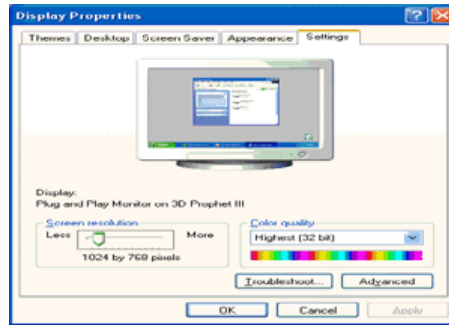 Display Properties
Themes Desktop Screen Saver Appearance Settings
Display:
Plug and Play Monitor on 3D Prophet III
Screen resolution
Less More
1024 by 768 pixels
Color quality
Highest (32 bit)
Troubleshoot... Advanced
OK Cancel Apply